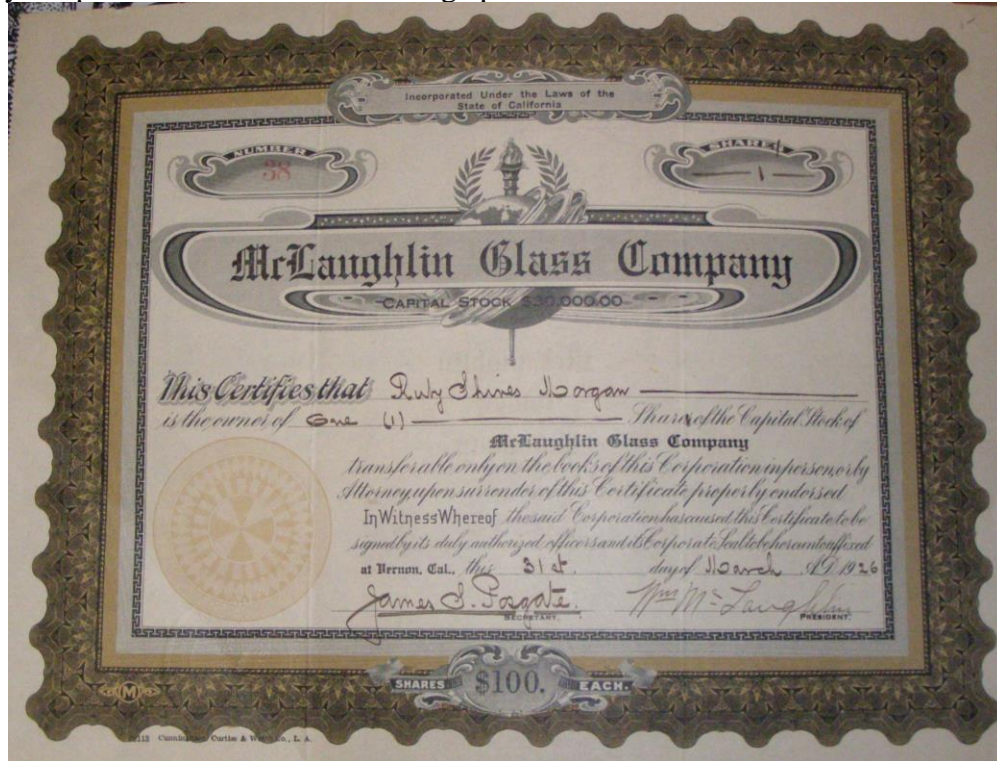 Incorporated Under the Laws of the
State of California
NUMBER
38
SHARES
1
McLaughlin Glass Company
CAPITAL STOCK $30,000.00
This Certifies that Ruby Shines Morgan
is the owner of One (1) Shares of the Capital Stock of
McLaughlin Glass Company
transferable only on the books of this Corporation in person, or by
Attorney, upon surrender of this Certificate properly endorsed
In Witness Whereof the said Corporation has caused this Certificate to be
signed by its duly authorized officers and its Corporate Seal to be hereunto affixed
at Vernon, Cal., this 31st. day of March A.D. 1926
James S. Posgate. Wm McLaughlin
SECRETARY. PRESIDENT.
SHARES $100. EACH.
M
Curtiss & Co., L. A.